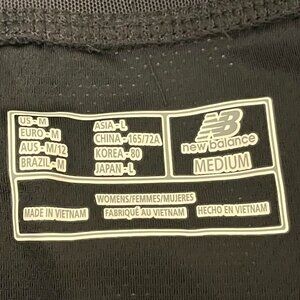 US-M
EURO-M
AUS-M/12
BRAZIL-M
ASIA-L
CHINA-165/72A
KOREA-80
JAPAN-L
NB
new balance
MEDIUM
WOMENS/FEMMES/MUJERES
MADE IN VIETNAM
FABRIQUÉ AU VIETNAM
HECHO EN VIETNAM